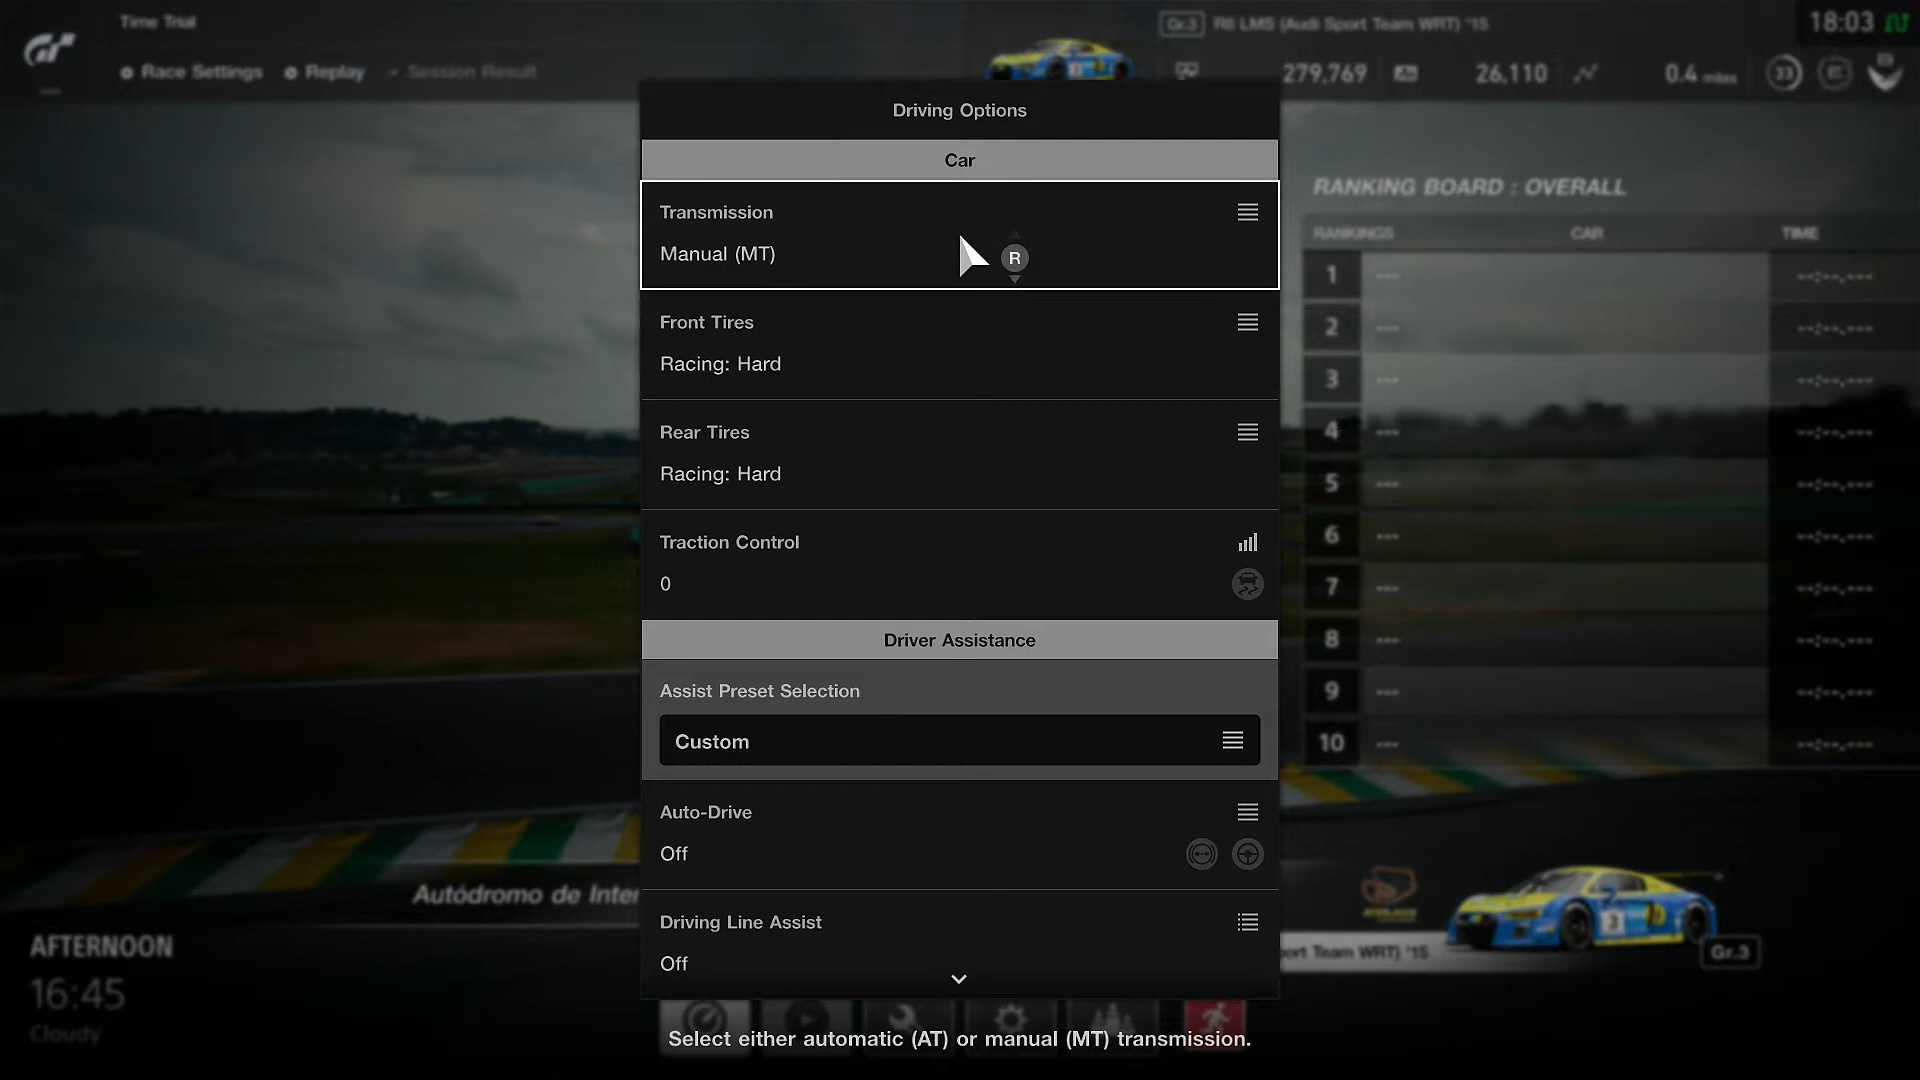 Time Trial
Race Settings
Replay
Session Result
Gr.3 R8 LMS (Audi Sport Team WRT) '15
18:03
279,769
26,110
0.4 miles
33
Driving Options
Car
Transmission
Manual (MT)
R
Front Tires
Racing: Hard
Rear Tires
Racing: Hard
Traction Control
0
Driver Assistance
Assist Preset Selection
Custom
Auto-Drive
Off
Driving Line Assist
Off
Select either automatic (AT) or manual (MT) transmission.
RANKING BOARD : OVERALL
RANKINGS CAR TIME
1 --- --:--.---
2 --- --:--.---
3 --- --:--.---
4 --- --:--.---
5 --- --:--.---
6 --- --:--.---
7 --- --:--.---
8 --- --:--.---
9 --- --:--.---
10 --- --:--.---
Autódromo de Inter
AFTERNOON
16:45
Cloudy
port Team WRT) '15
3
Gr.3